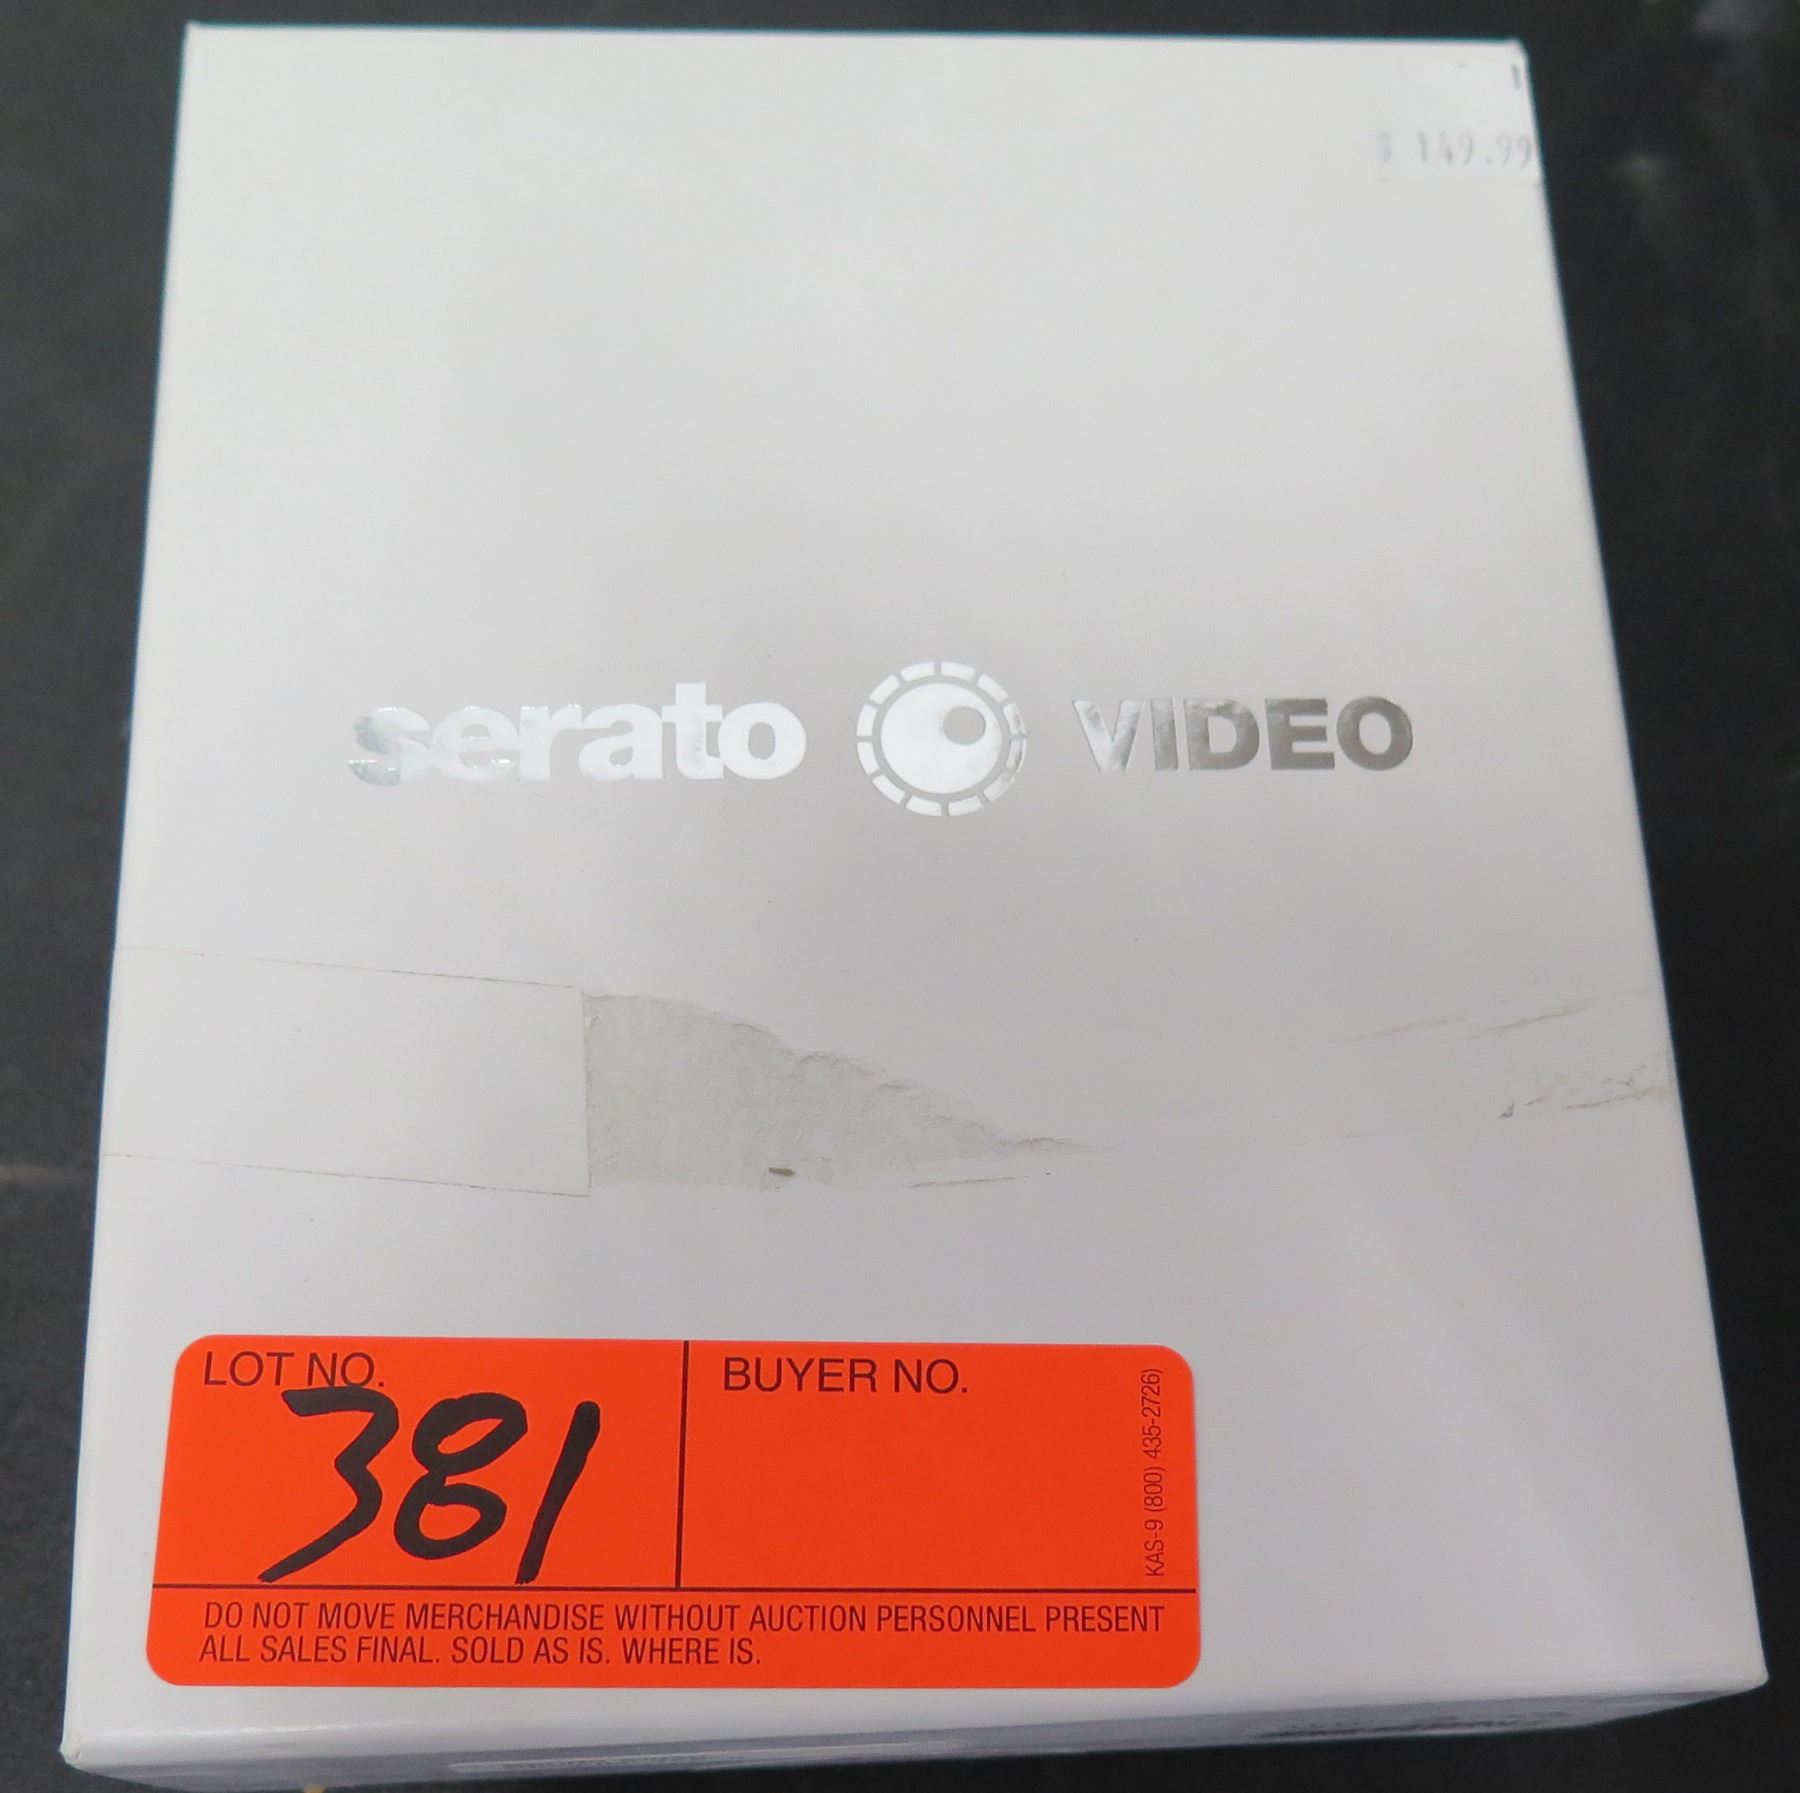 $ 149.99
serato VIDEO
LOT NO.
381
BUYER NO.
KAS-9 (800) 435-2726)
DO NOT MOVE MERCHANDISE WITHOUT AUCTION PERSONNEL PRESENT
ALL SALES FINAL. SOLD AS IS. WHERE IS.